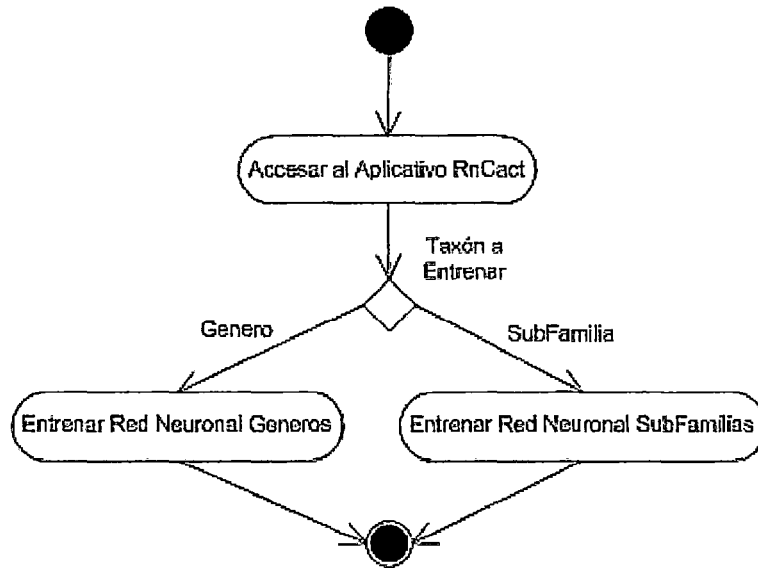 Accesar al Aplicativo RnCact
Taxón a
Entrenar
Genero
SubFamilia
Entrenar Red Neuronal Generos
Entrenar Red Neuronal SubFamilias